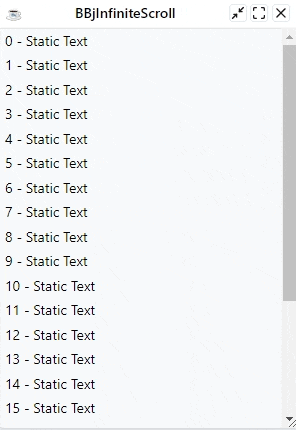 BBjInfiniteScroll
0 - Static Text
1 - Static Text
2 - Static Text
3 - Static Text
4 - Static Text
5 - Static Text
6 - Static Text
7 - Static Text
8 - Static Text
9 - Static Text
10 - Static Text
11 - Static Text
12 - Static Text
13 - Static Text
14 - Static Text
15 - Static Text